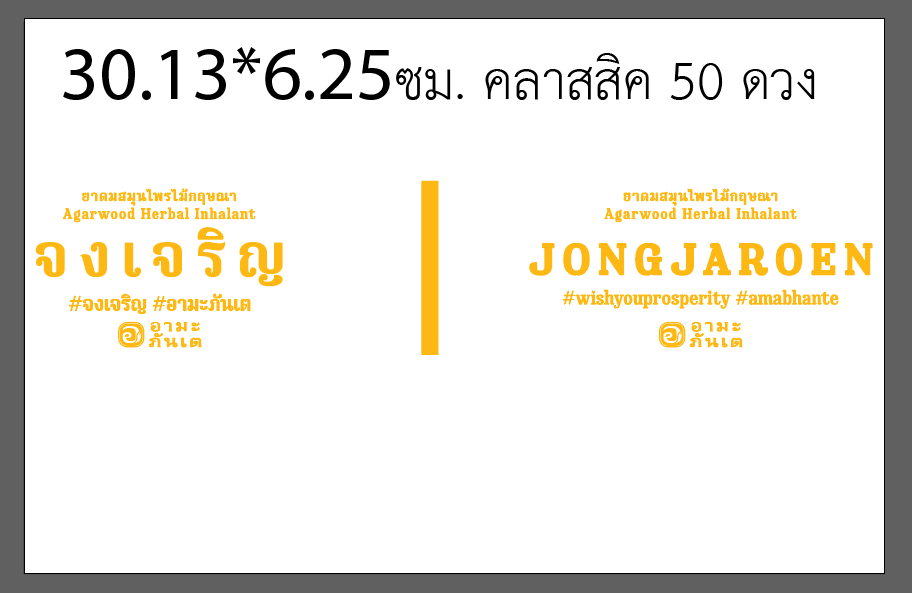 30.13*6.25ซม. คลาสสิค 50 ดวง
ยาดมสมุนไพรไม้กฤษณา
Agarwood Herbal Inhalant
จงเจริญ
#จงเจริญ #อามะภันเต
อามะ
ภันเต
ยาดมสมุนไพรไม้กฤษณา
Agarwood Herbal Inhalant
JONGJAROEN
#wishyouprosperity #amabhante
อามะ
ภันเต